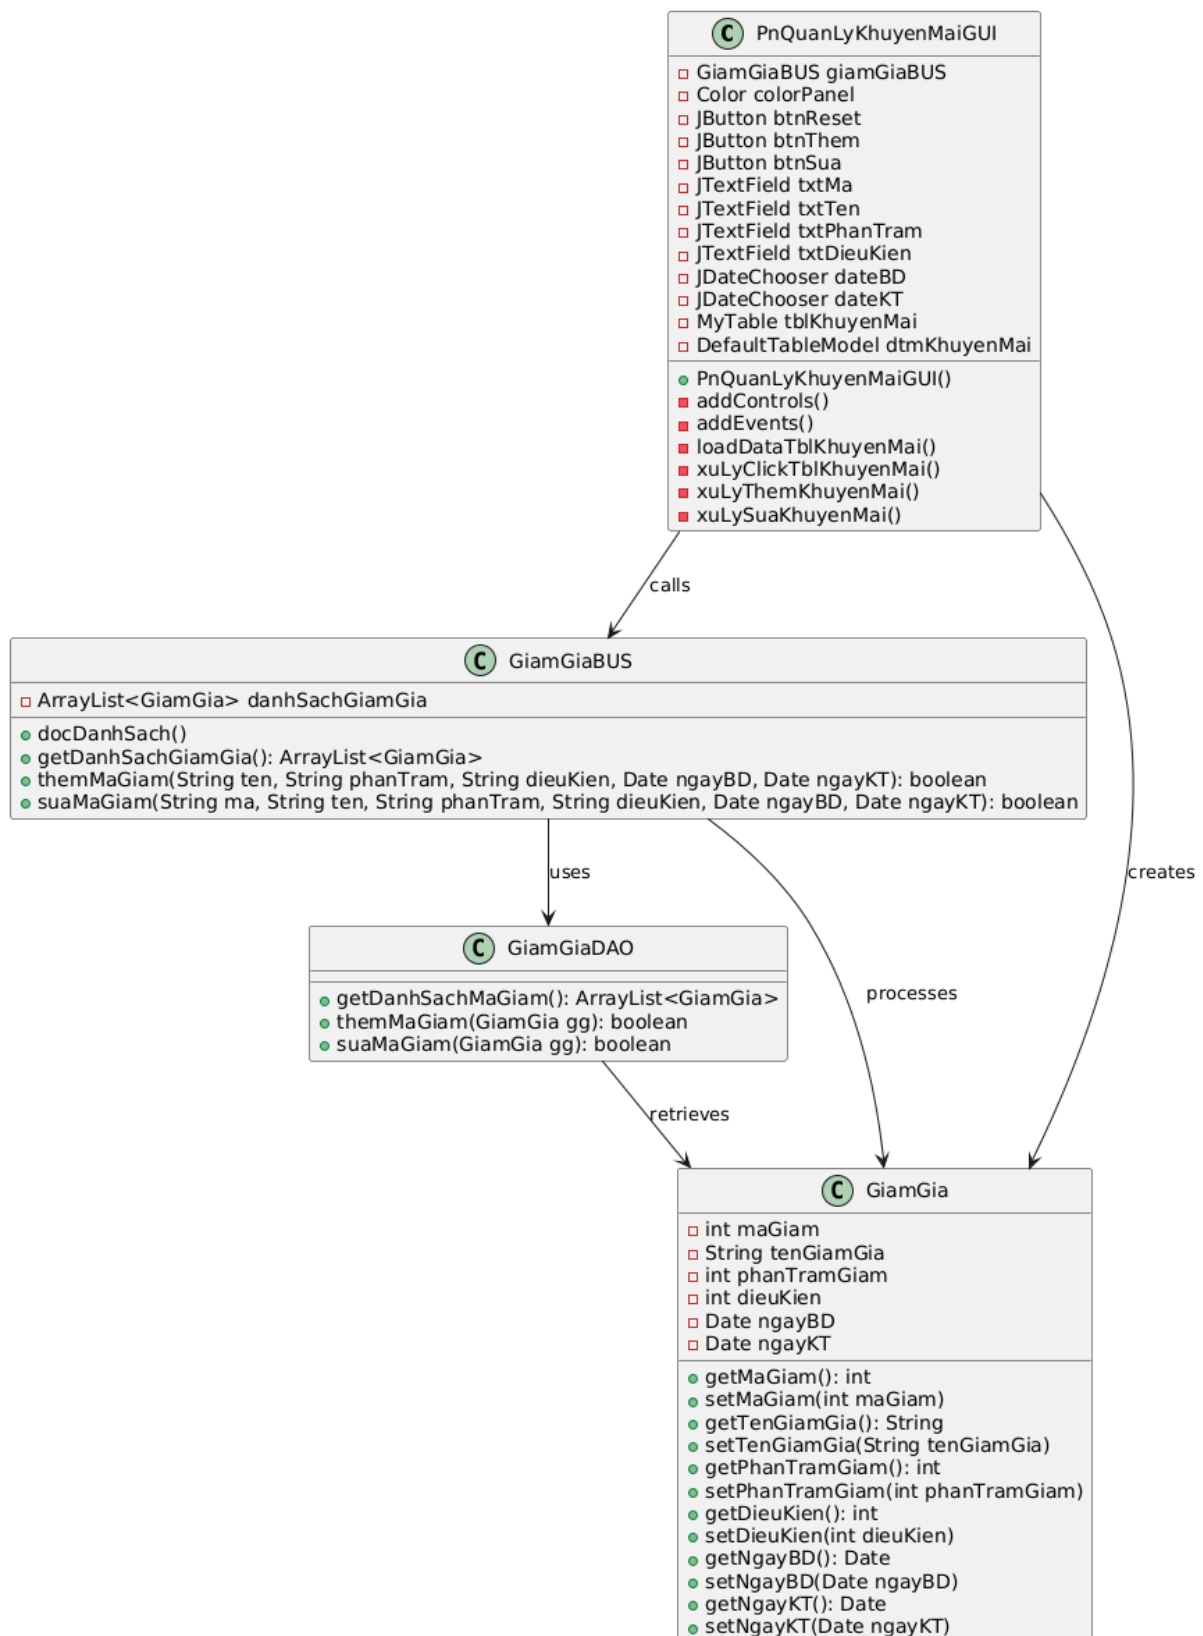 C PnQuanLyKhuyenMaiGUI
GiamGiaBUS giamGiaBUS
Color colorPanel
JButton btnReset
JButton btnThem
JButton btnSua
JTextField txtMa
JTextField txtTen
JTextField txtPhanTram
JTextField txtDieuKien
JDateChooser dateBD
JDateChooser dateKT
MyTable tblKhuyenMai
DefaultTableModel dtmKhuyenMai
PnQuanLyKhuyenMaiGUI()
addControls()
addEvents()
loadDataTblKhuyenMai()
xuLyClickTblKhuyenMai()
xuLyThemKhuyenMai()
xuLySuaKhuyenMai()
calls
C GiamGiaBUS
ArrayList<GiamGia> danhSachGiamGia
docDanhSach()
getDanhSachGiamGia(): ArrayList<GiamGia>
themMaGiam(String ten, String phanTram, String dieuKien, Date ngayBD, Date ngayKT): boolean
suaMaGiam(String ma, String ten, String phanTram, String dieuKien, Date ngayBD, Date ngayKT): boolean
uses
creates
C GiamGiaDAO
getDanhSachMaGiam(): ArrayList<GiamGia>
themMaGiam(GiamGia gg): boolean
suaMaGiam(GiamGia gg): boolean
processes
retrieves
C GiamGia
int maGiam
String tenGiamGia
int phanTramGiam
int dieuKien
Date ngayBD
Date ngayKT
getMaGiam(): int
setMaGiam(int maGiam)
getTenGiamGia(): String
setTenGiamGia(String tenGiamGia)
getPhanTramGiam(): int
setPhanTramGiam(int phanTramGiam)
getDieuKien(): int
setDieuKien(int dieuKien)
getNgayBD(): Date
setNgayBD(Date ngayBD)
getNgayKT(): Date
setNgayKT(Date ngayKT)